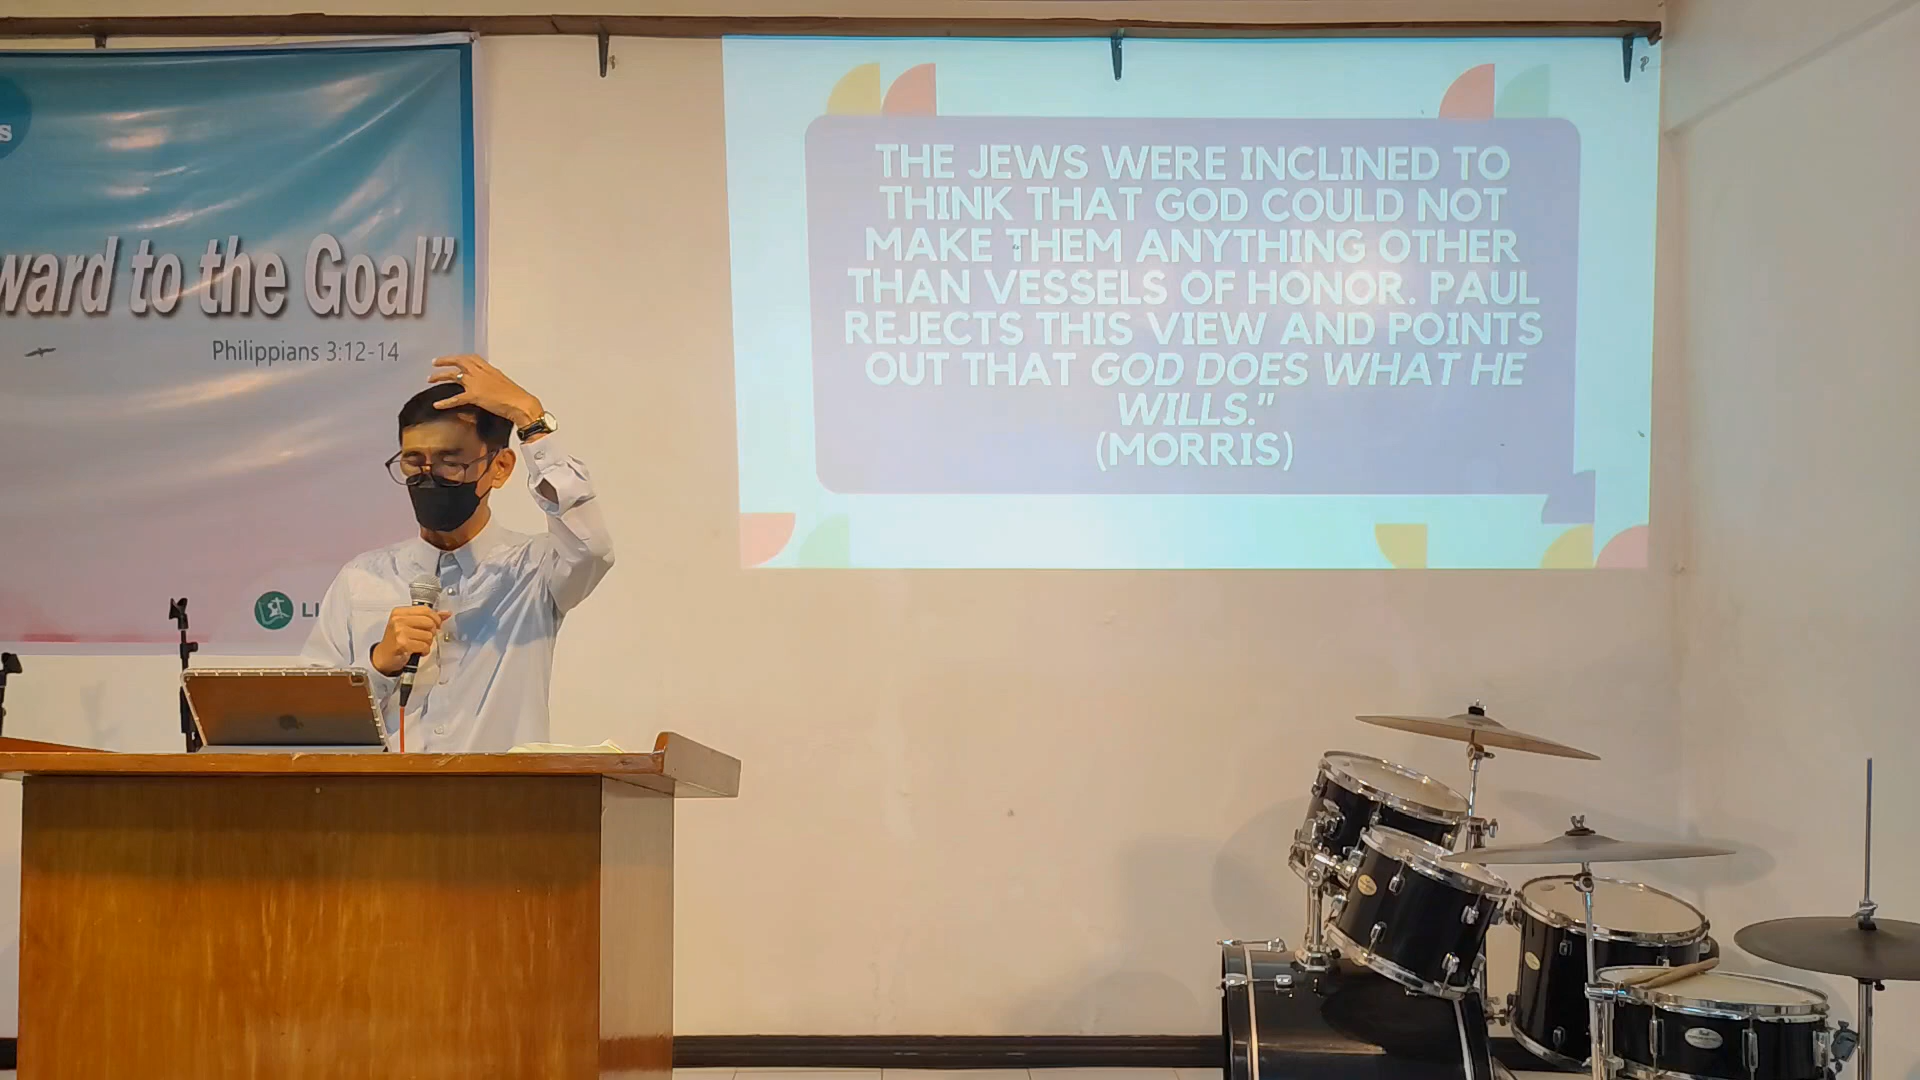 s
ward to the Goal”
Philippians 3:12-14
LI
THE JEWS WERE INCLINED TO
THINK THAT GOD COULD NOT
MAKE THEM ANYTHING OTHER
THAN VESSELS OF HONOR. PAUL
REJECTS THIS VIEW AND POINTS
OUT THAT GOD DOES WHAT HE
WILLS.”
(MORRIS)